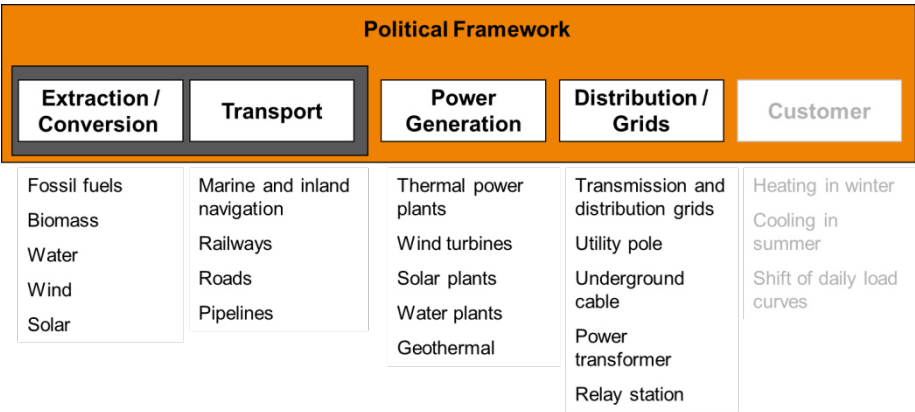 Political Framework
Extraction /
Conversion
Transport
Power
Generation
Distribution /
Grids
Customer
Fossil fuels
Biomass
Water
Wind
Solar
Marine and inland
navigation
Railways
Roads
Pipelines
Thermal power
plants
Wind turbines
Solar plants
Water plants
Geothermal
Transmission and
distribution grids
Utility pole
Underground
cable
Power
transformer
Relay station
Heating in winter
Cooling in
summer
Shift of daily load
curves